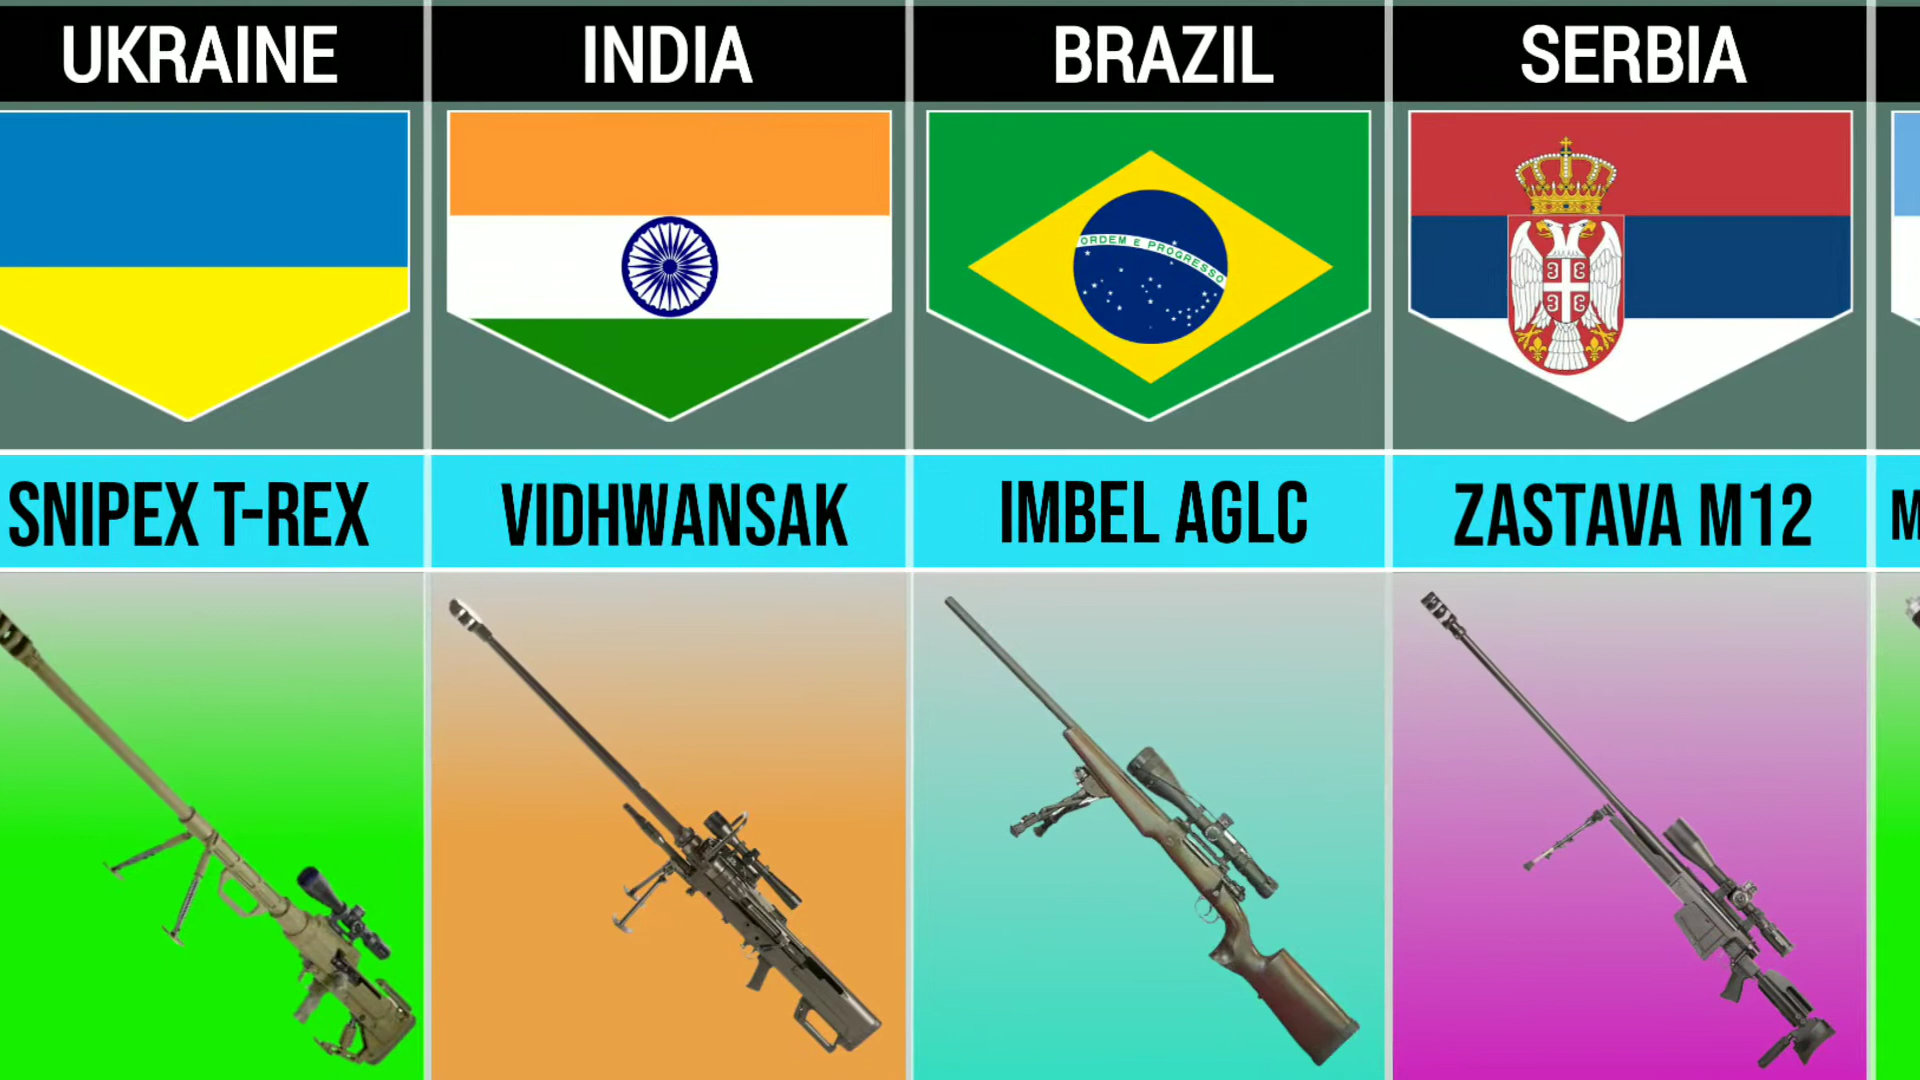 UKRAINE
INDIA
BRAZIL
SERBIA
ORDEM E PROGRESSO
SNIPEX T-REX
VIDHWANSAK
IMBEL AGLC
ZASTAVA M12